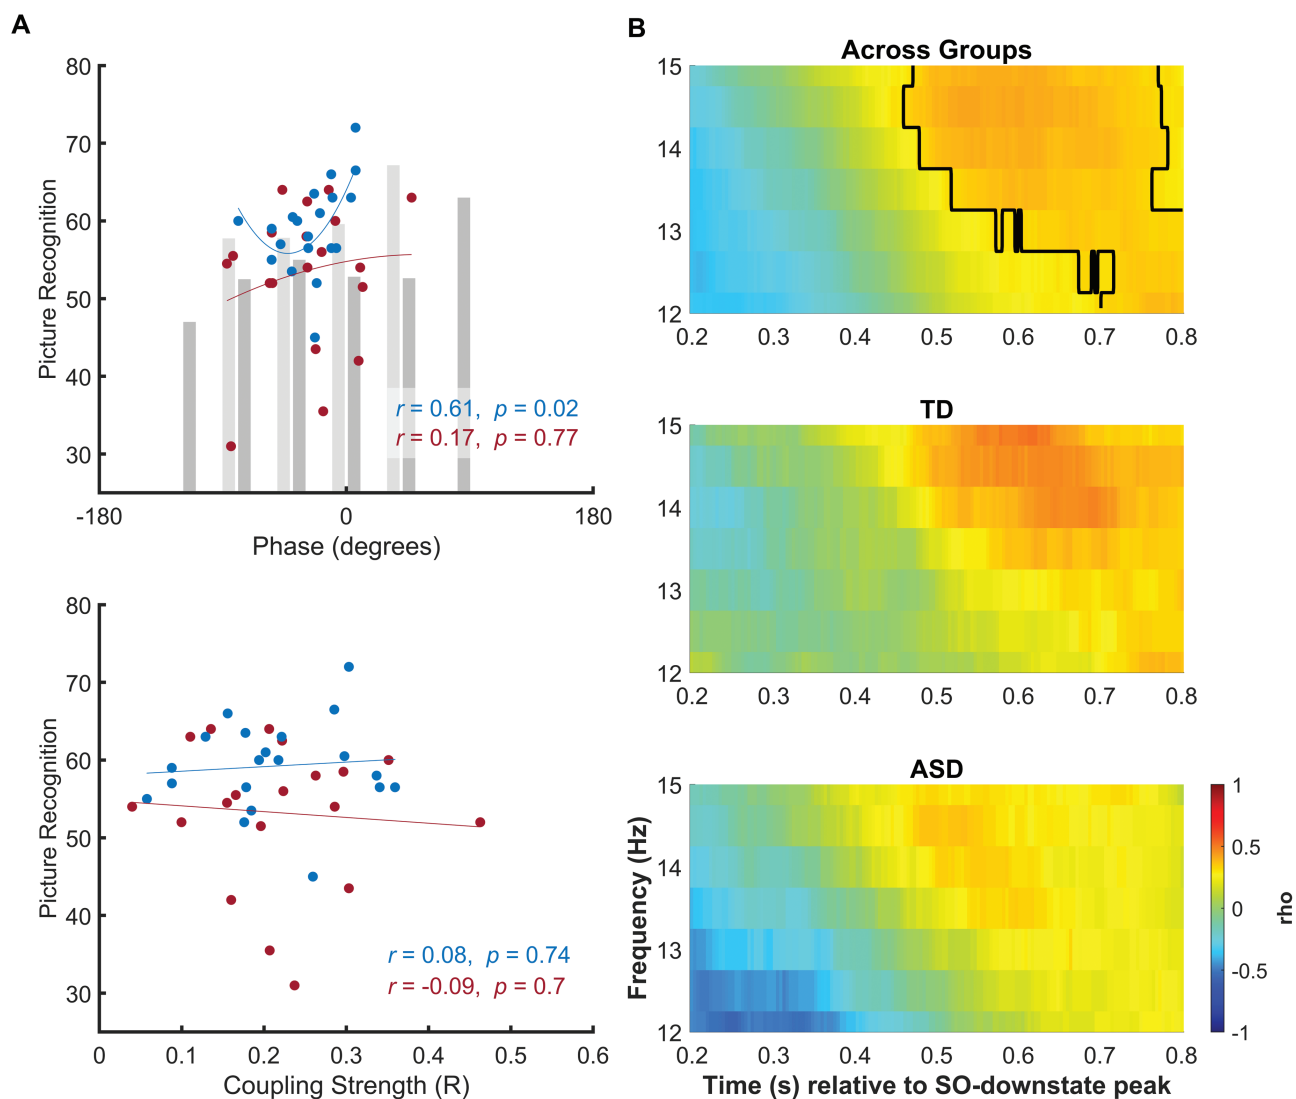 A
80
70
60
50
40
30
Picture Recognition
r = 0.61, p = 0.02
r = 0.17, p = 0.77
-180 0 180
Phase (degrees)
80
70
60
50
40
30
Picture Recognition
r = 0.08, p = 0.74
r = -0.09, p = 0.7
0 0.1 0.2 0.3 0.4 0.5 0.6
Coupling Strength (R)
B
Across Groups
15
14
13
12
0.2 0.3 0.4 0.5 0.6 0.7 0.8
TD
15
14
13
12
0.2 0.3 0.4 0.5 0.6 0.7 0.8
ASD
15
14
13
12
Frequency (Hz)
0.2 0.3 0.4 0.5 0.6 0.7 0.8
Time (s) relative to SO-downstate peak
1
0.5
0
-0.5
-1
rho